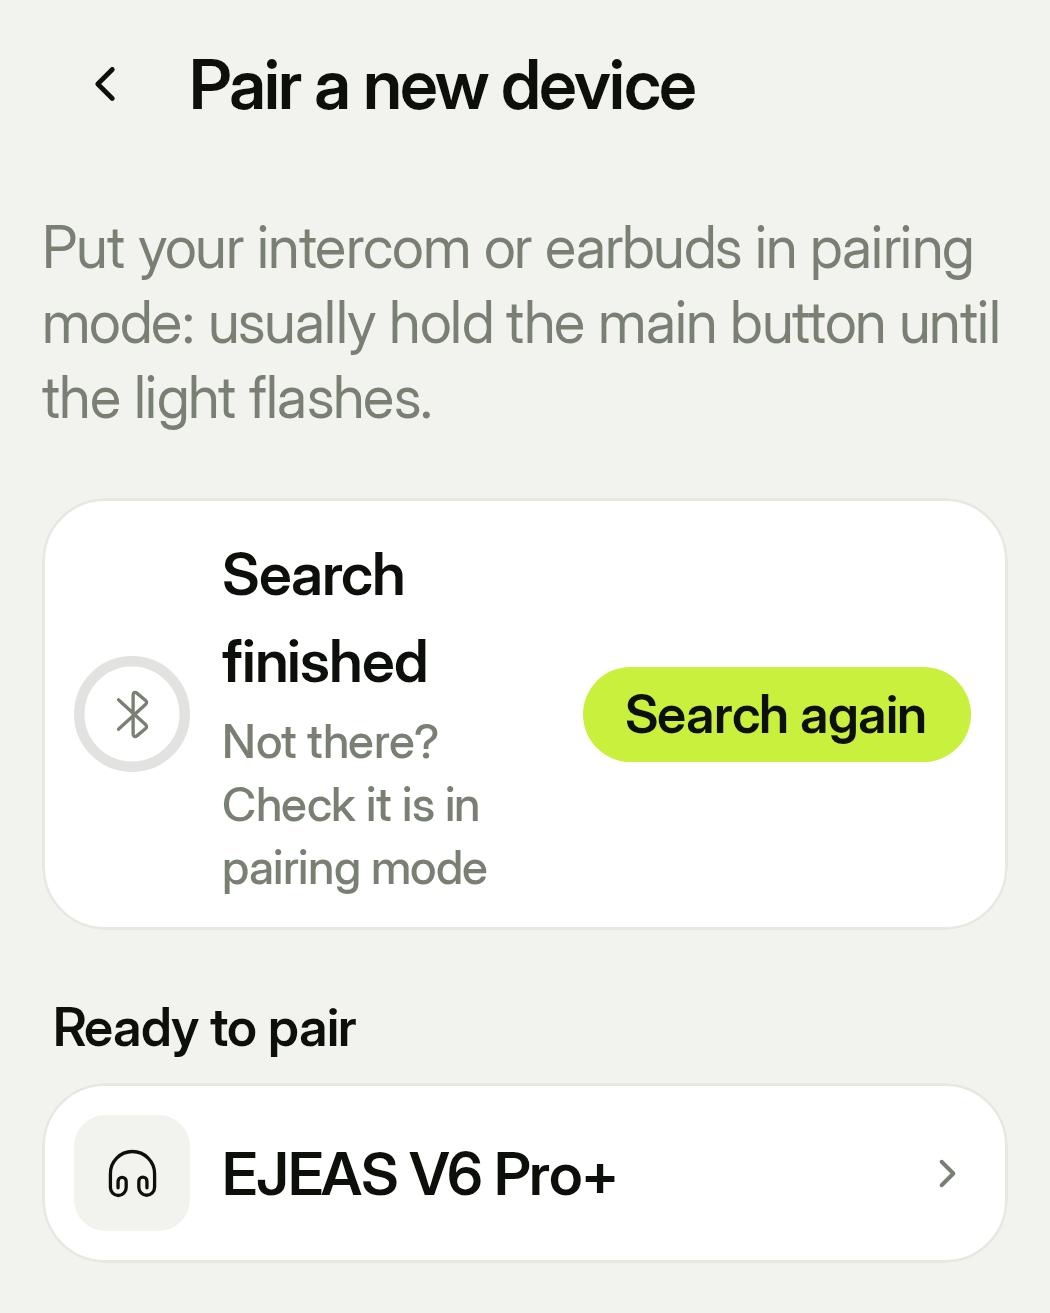 Pair a new device
Put your intercom or earbuds in pairing
mode: usually hold the main button until
the light flashes.
Search
finished
Not there?
Check it is in
pairing mode
Search again
Ready to pair
EJEAS V6 Pro+